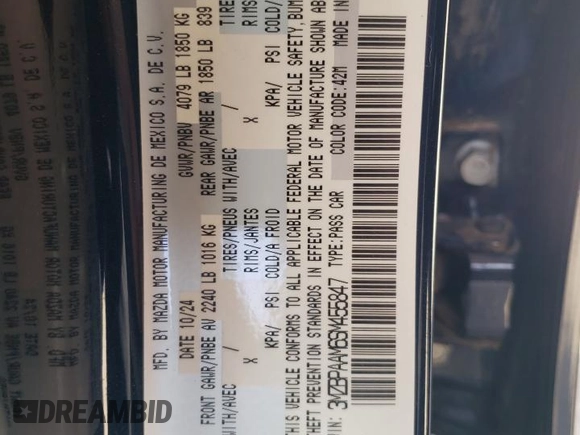 MFD. BY MAZDA MOTOR MANUFACTURING DE MEXICO S.A. DE C.V.
DATE 10/24 GVWR/PNBV 4079 LB 1850 KG
FRONT GAWR/PNBE AV 2240 LB 1016 KG REAR GAWR/PNBE AR 1850 LB 839
TIRES/PNEUS WITH/AVEC / TIRE
WITH/AVEC / RIMS/JANTES X RIMS
X KPA/ PSI COLD/A FROID KPA/ PSI COLD/
THIS VEHICLE CONFORMS TO ALL APPLICABLE FEDERAL MOTOR VEHICLE SAFETY, BUM
THEFT PREVENTION STANDARDS IN EFFECT ON THE DATE OF MANUFACTURE SHOWN AB
VIN: 3MZBPAAM6SM455847 TYPE:PASS CAR COLOR CODE:42M MADE IN
RIDESAFELY